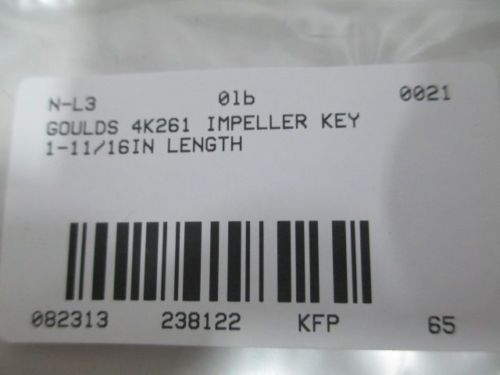 N-L3 01b 0021
GOULDS 4K261 IMPELLER KEY
1-11/16IN LENGTH
082313 238122 KFP 65